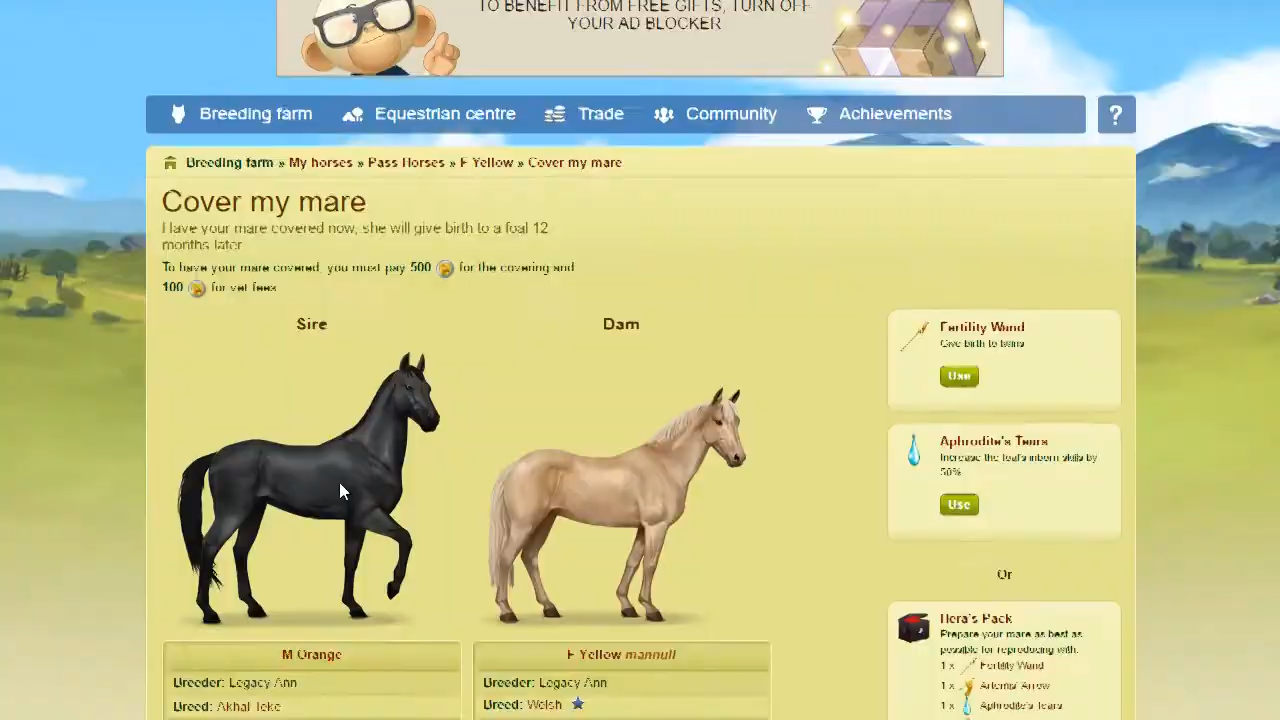 TO BENEFIT FROM FREE GIFTS, TURN OFF
YOUR AD BLOCKER
Breeding farm
Equestrian centre
Trade
Community
Achievements
?
Breeding farm » My horses » Pass Horses » F Yellow » Cover my mare
Cover my mare
Have your mare covered now, she will give birth to a foal 12
months later
To have your mare covered, you must pay 500 for the covering and
100 for vet fees
Sire
Dam
Fertility Wand
Give birth to twins
Use
Aphrodite's Tears
Increase the foal's inborn skills by
50%
Use
Or
Hera's Pack
Prepare your mare as best as
possible for reproducing with:
1 x Fertility Wand
1 x Artemis' Arrow
1 x Aphrodite's Tears
M Orange
Breeder: Legacy Ann
Breed: Akhal-Teke
F Yellow mannull
Breeder: Legacy Ann
Breed: Welsh